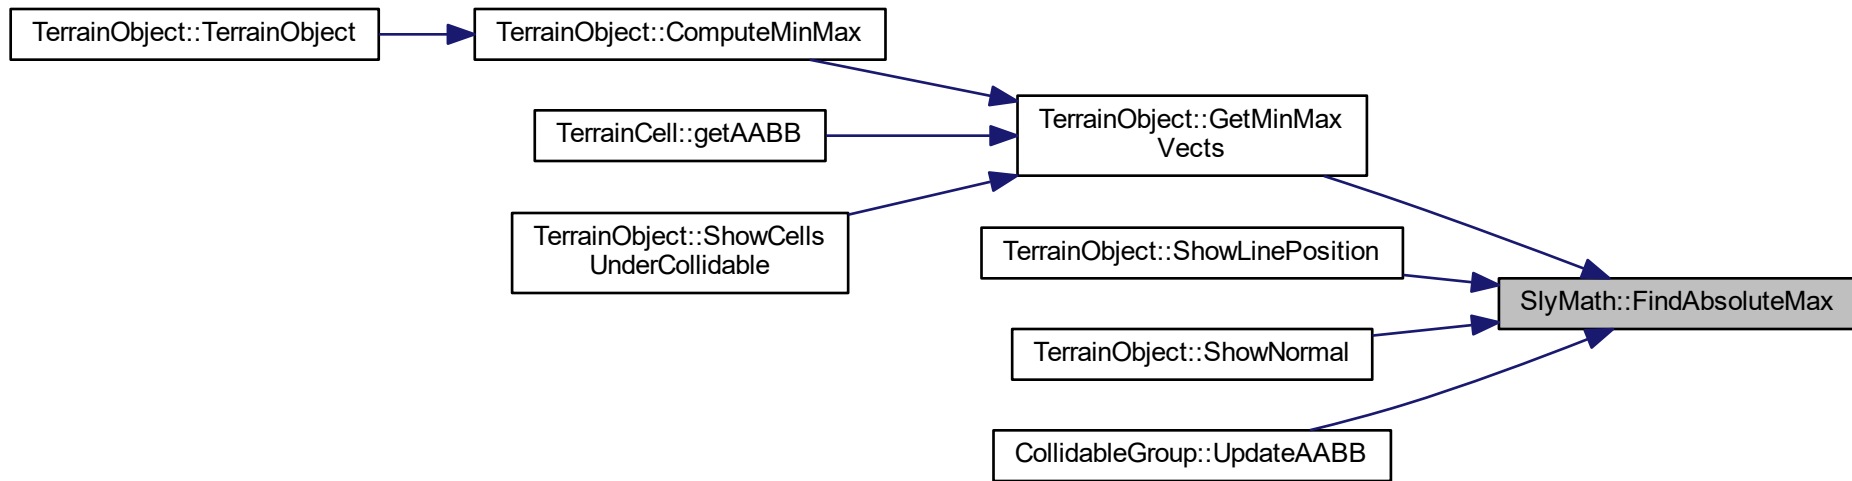 TerrainObject::TerrainObject
TerrainObject::ComputeMinMax
TerrainCell::getAABB
TerrainObject::ShowCells
UnderCollidable
TerrainObject::GetMinMax
Vects
TerrainObject::ShowLinePosition
TerrainObject::ShowNormal
CollidableGroup::UpdateAABB
SlyMath::FindAbsoluteMax